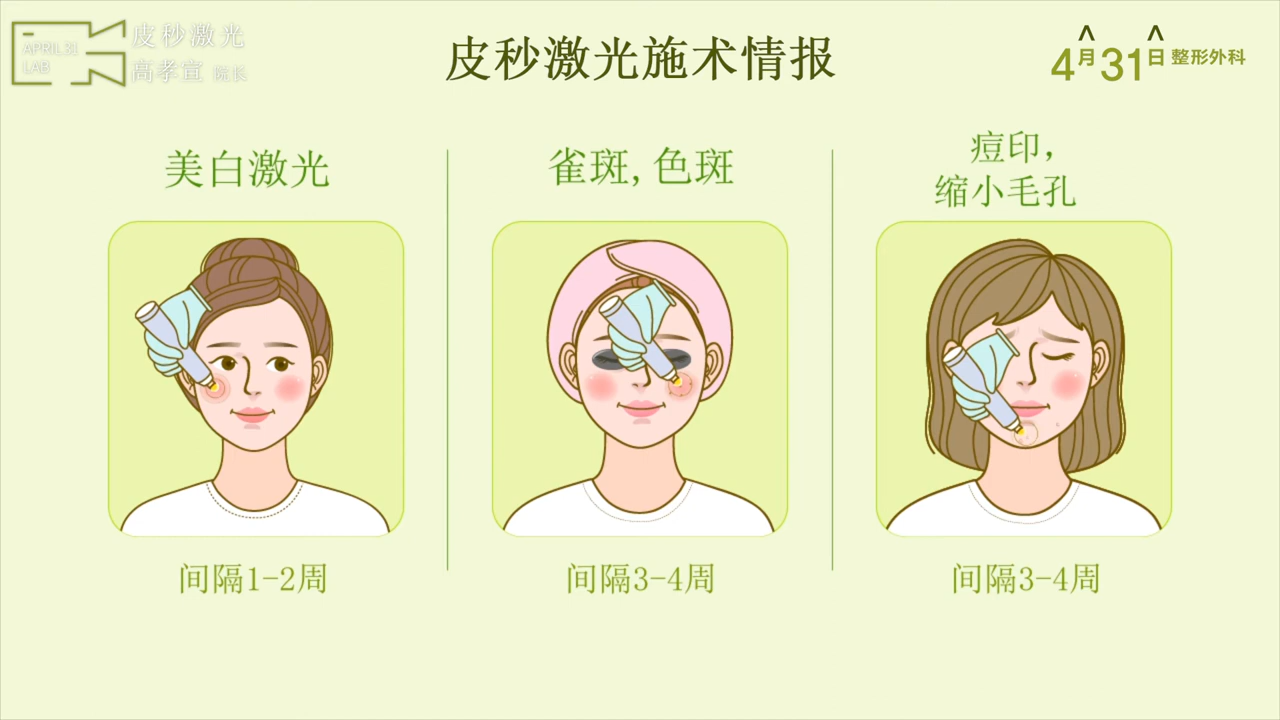 APRIL31
LAB
皮秒激光
高孝宣 院长
皮秒激光施术情报
4月31日整形外科
美白激光
雀斑,色斑
痘印,
缩小毛孔
间隔1-2周
间隔3-4周
间隔3-4周